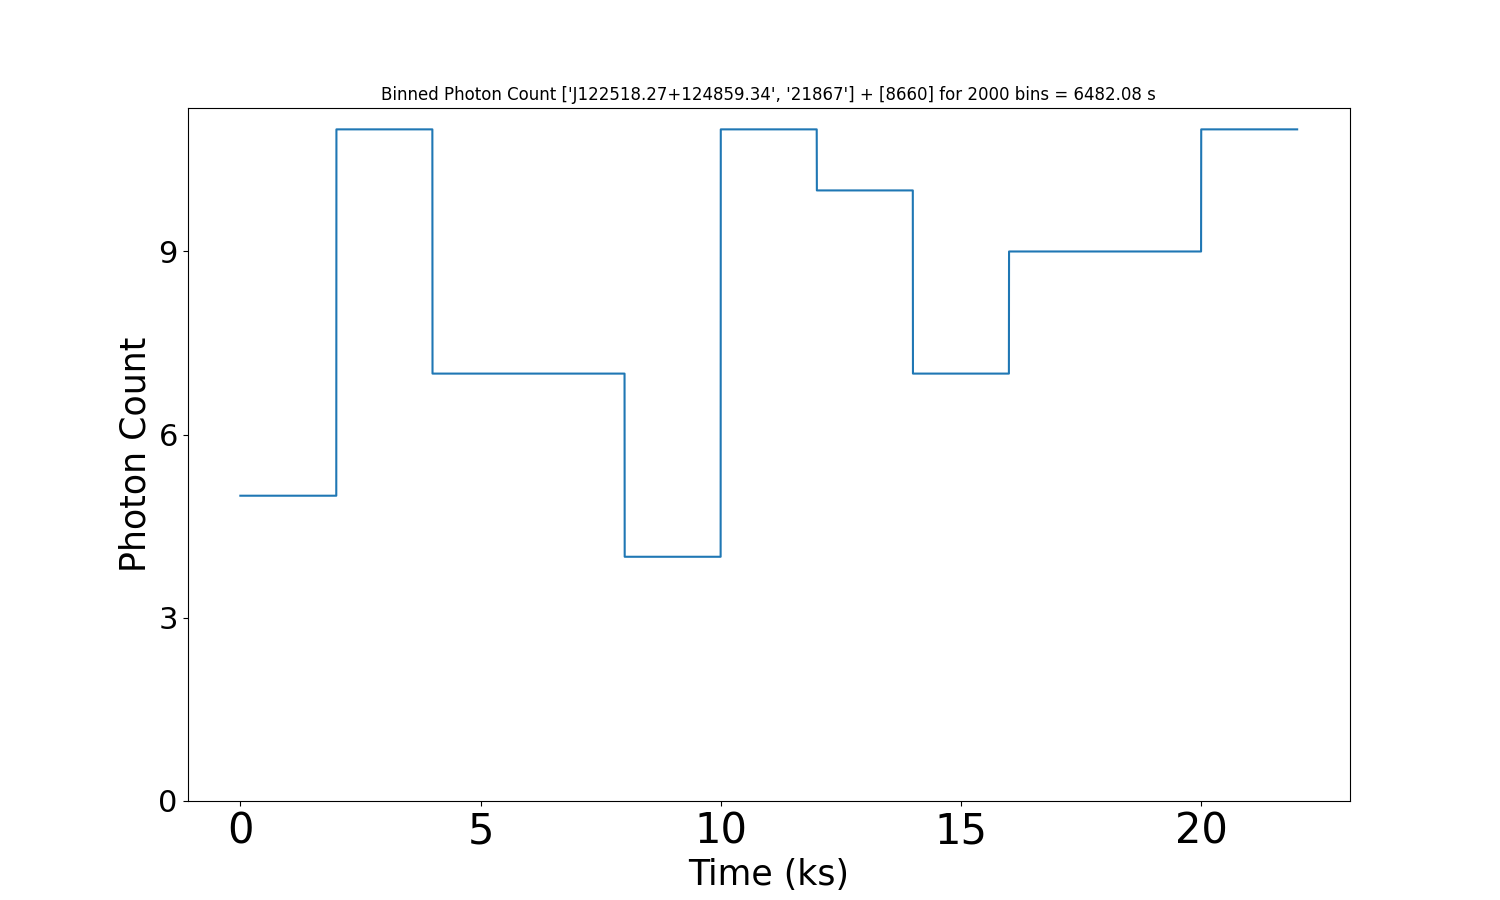 Binned Photon Count ['J122518.27+124859.34', '21867'] + [8660] for 2000 bins = 6482.08 s
Photon Count
9
6
3
0
0 5 10 15 20
Time (ks)